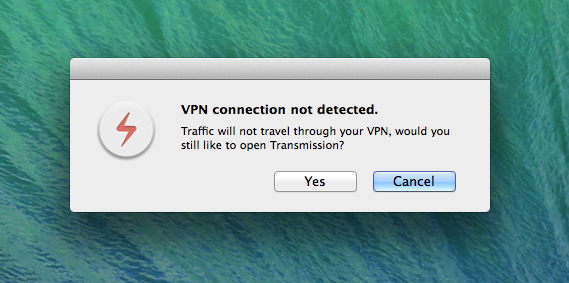 VPN connection not detected.
Traffic will not travel through your VPN, would you
still like to open Transmission?
Yes
Cancel